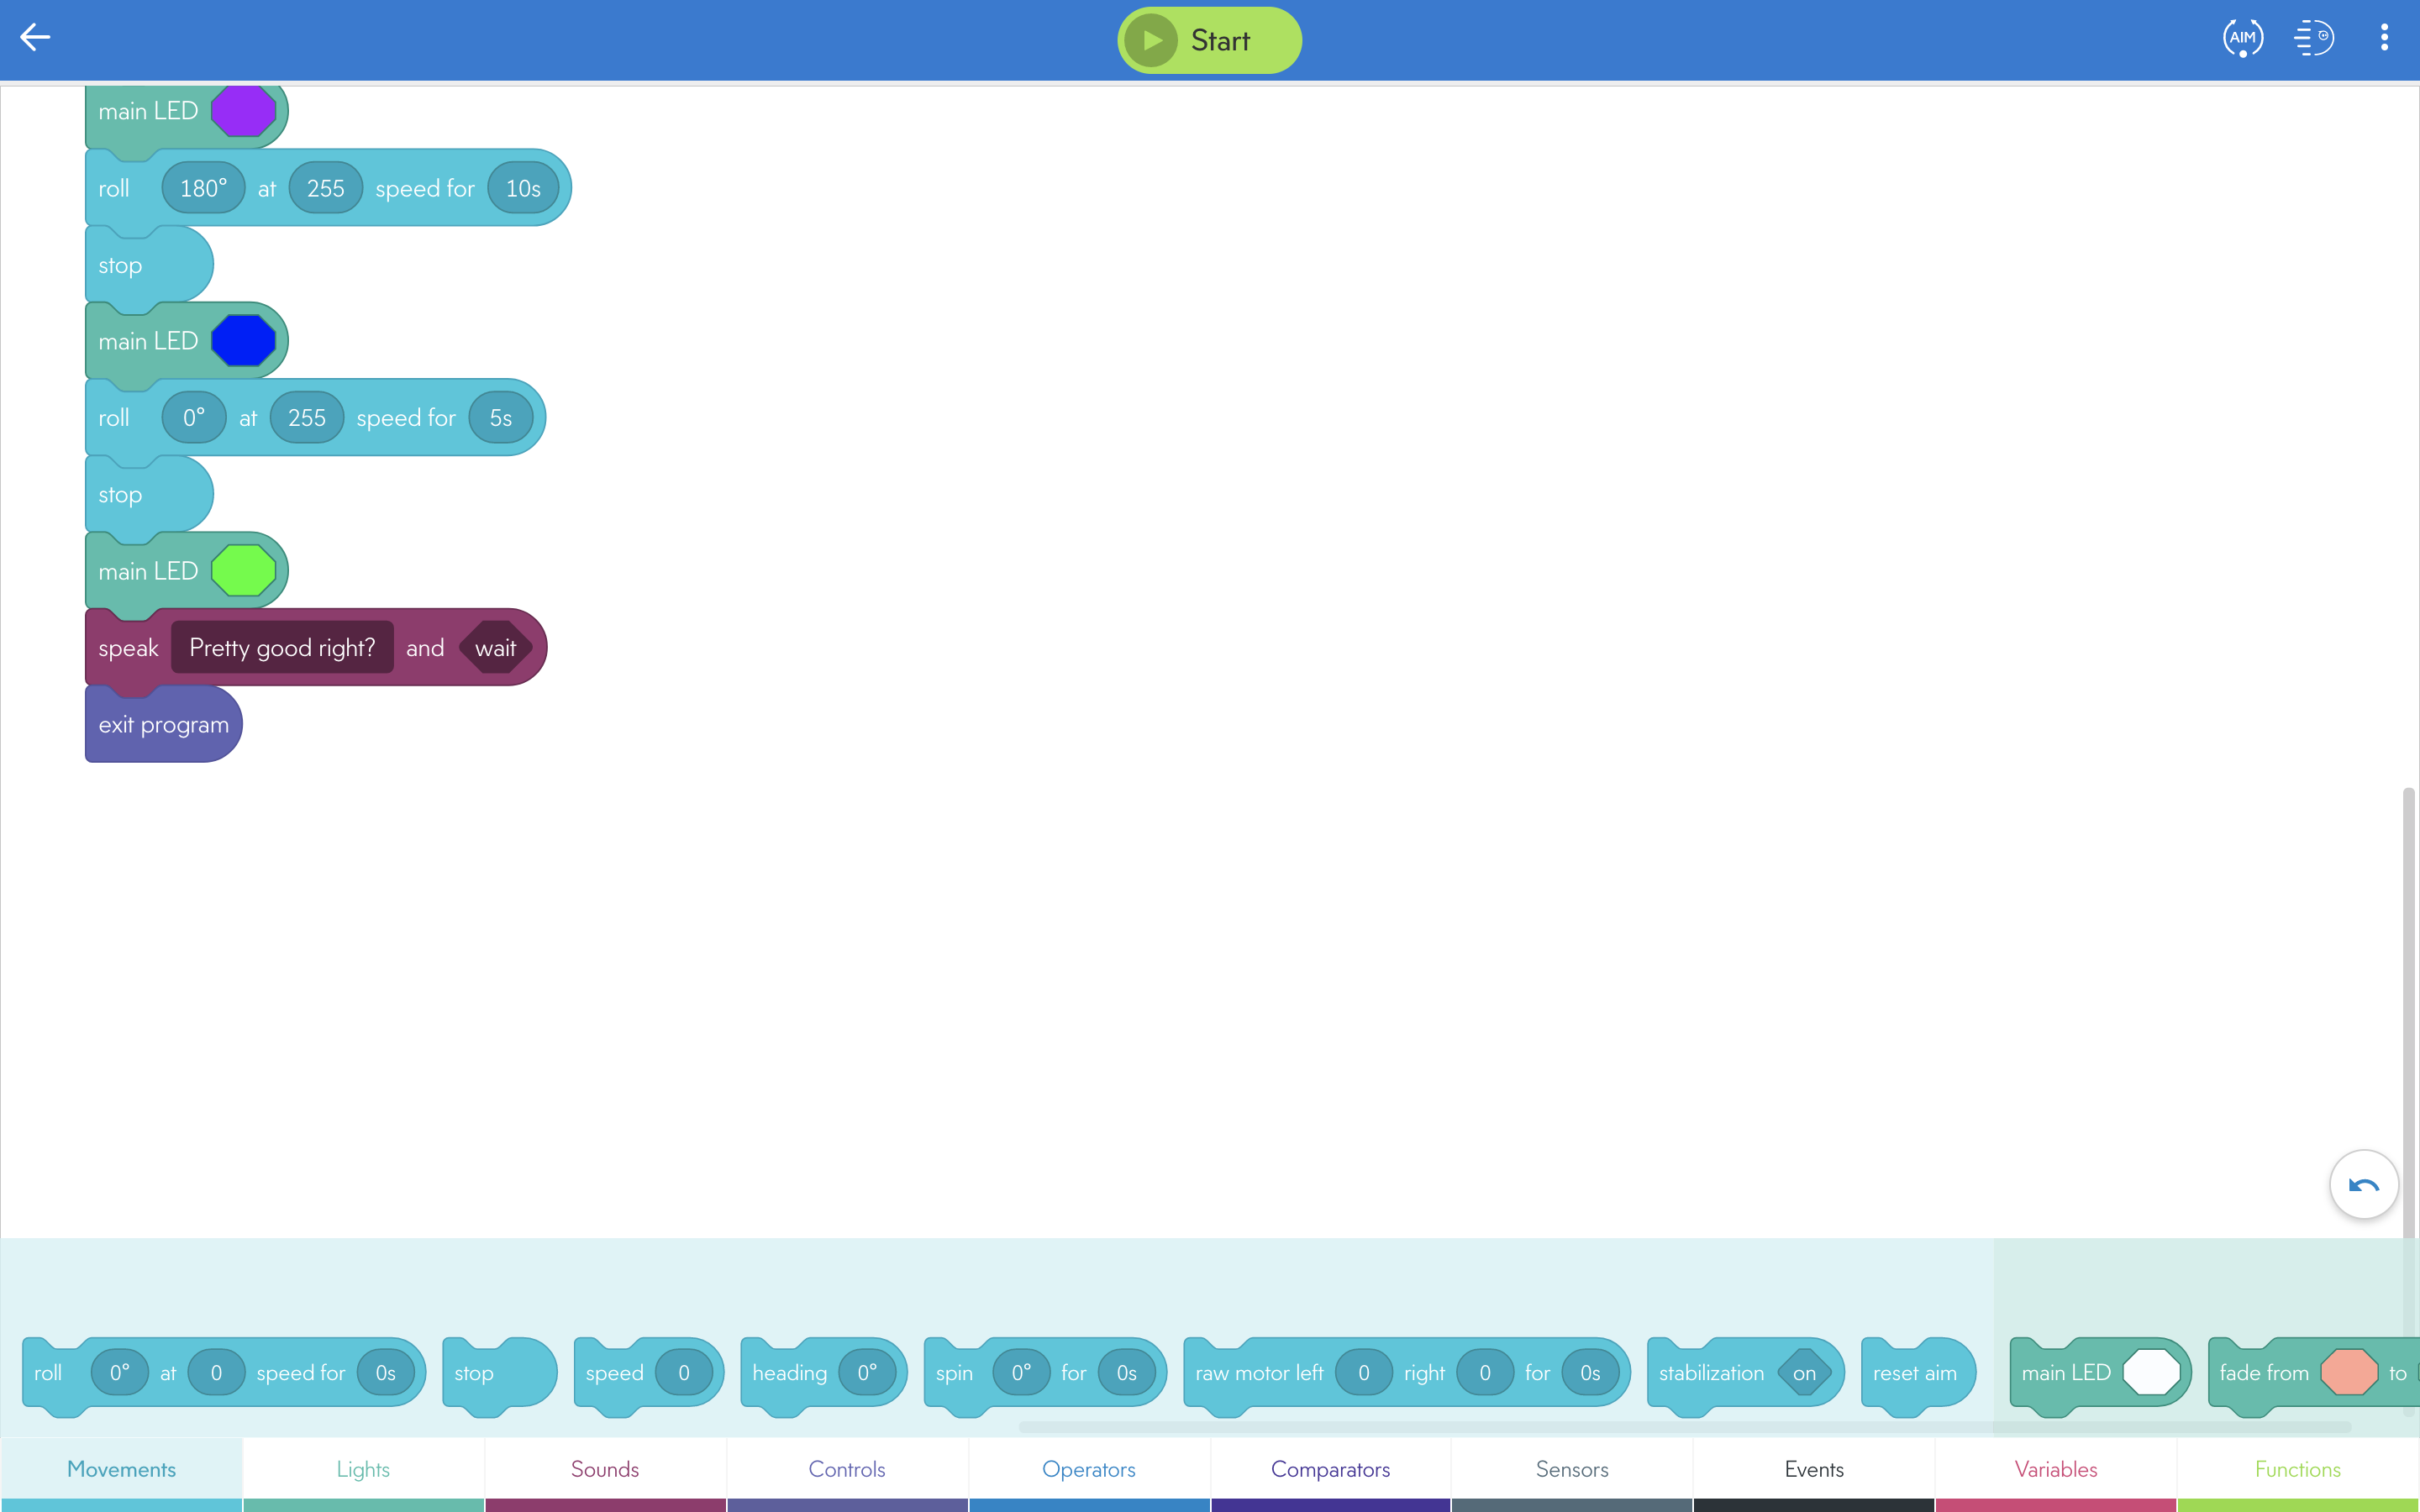 Start
AIM
main LED
roll 180° at 255 speed for 10s
stop
main LED
roll 0° at 255 speed for 5s
stop
main LED
speak Pretty good right? and wait
exit program
roll 0° at 0 speed for 0s stop speed 0 heading 0° spin 0° for 0s raw motor left 0 right 0 for 0s stabilization on reset aim main LED fade from to
Movements Lights Sounds Controls Operators Comparators Sensors Events Variables Functions